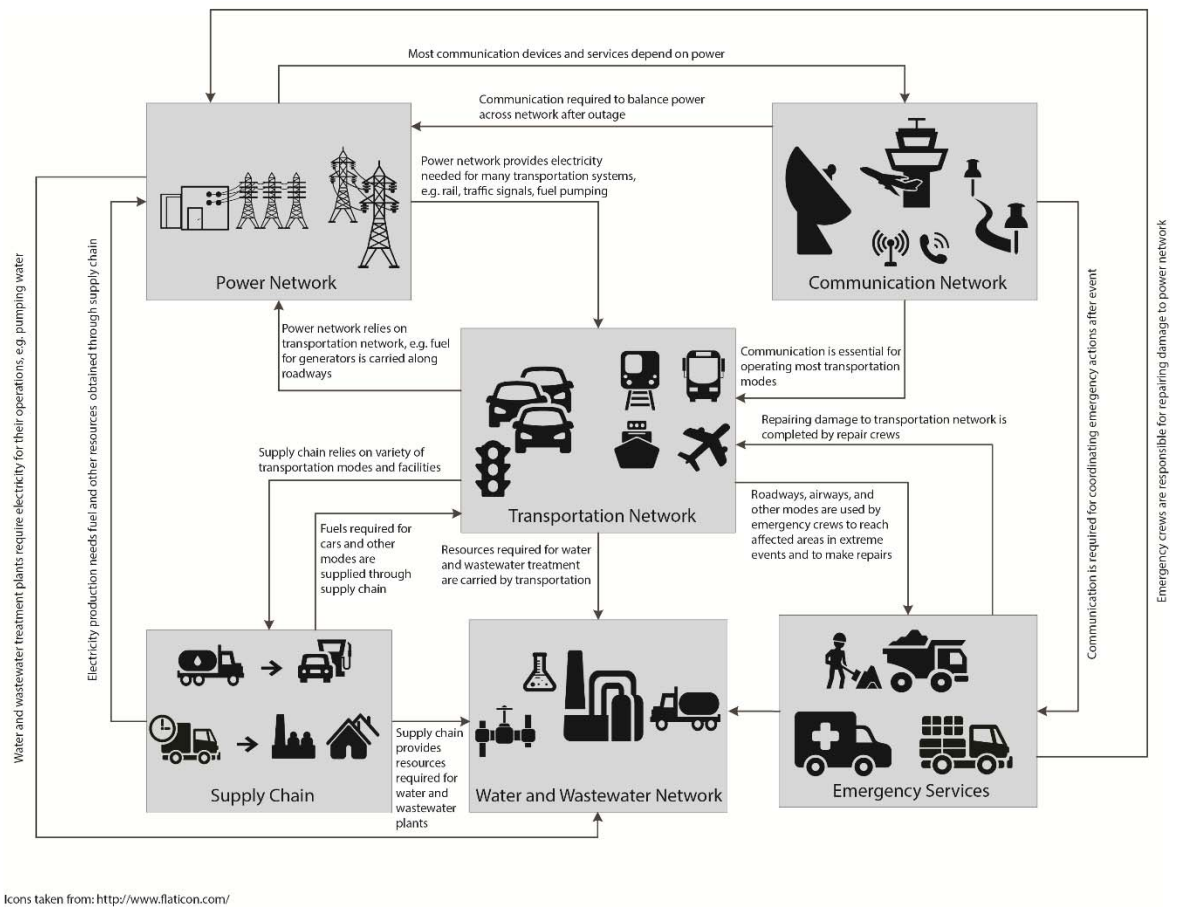 Most communication devices and services depend on power
Communication required to balance power
across network after outage
Power network provides electricity
needed for many transportation systems,
e.g. rail, traffic signals, fuel pumping
Power Network
Communication Network
Water and wastewater treatment plants require electricity for their operations, e.g. pumping water
Electricity production needs fuel and other resources obtained through supply chain
Power network relies on
transportation network, e.g. fuel
for generators is carried along
roadways
Communication is essential for
operating most transportation
modes
Repairing damage to transportation network is
completed by repair crews
Communication is required for coordinating emergency actions after event
Emergency crews are responsible for repairing damage to power network
Supply chain relies on variety of
transportation modes and facilities
Transportation Network
Roadways, airways, and
other modes are used by
emergency crews to reach
affected areas in extreme
events and to make repairs
Fuels required for
cars and other
modes are
supplied through
supply chain
Resources required for water
and wastewater treatment
are carried by transportation
Supply chain
provides
resources
required for
water and
wastewater
plants
Supply Chain
Water and Wastewater Network
Emergency Services
Icons taken from: http://www.flaticon.com/